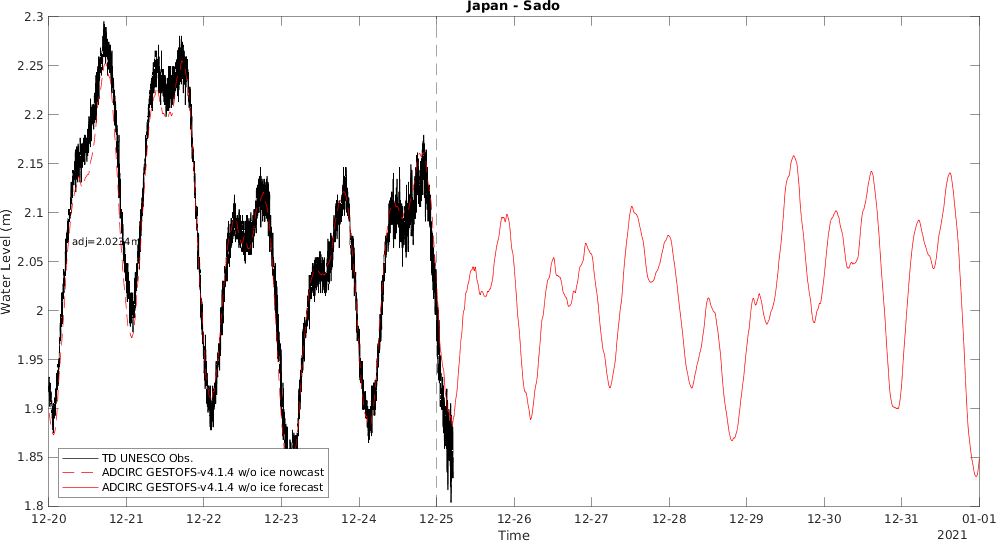 Japan - Sado
2.3
2.25
2.2
2.15
2.1
2.05
2
1.95
1.9
1.85
1.8
Water Level (m)
adj=2.0234m
TD UNESCO Obs.
ADCIRC GESTOFS-v4.1.4 w/o ice nowcast
ADCIRC GESTOFS-v4.1.4 w/o ice forecast
12-20 12-21 12-22 12-23 12-24 12-25 12-26 12-27 12-28 12-29 12-30 12-31 01-01
Time
2021